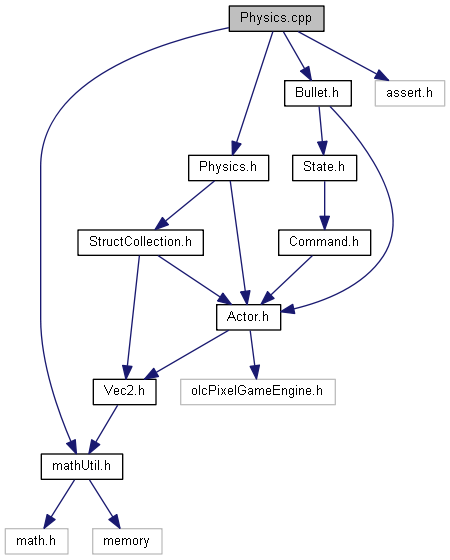 Physics.cpp
Bullet.h
assert.h
Physics.h
State.h
StructCollection.h
Command.h
Actor.h
Vec2.h
olcPixelGameEngine.h
mathUtil.h
math.h
memory